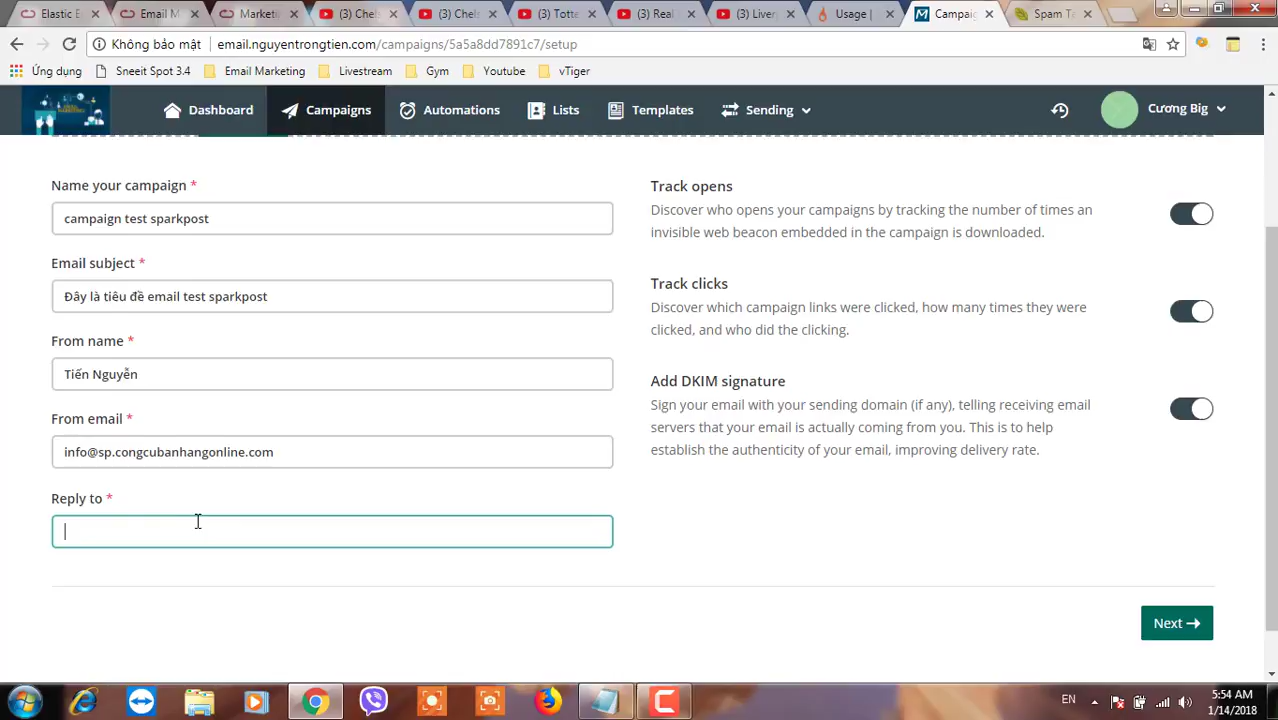 Elastic E
Email M
Marketi
(3) Chels
(3) Chels
(3) Totte
(3) Real
(3) Liver
Usage |
Campaig
Spam Te
Không bảo mật
email.nguyentrongtien.com/campaigns/5a5a8dd7891c7/setup
Ứng dụng
Sneeit Spot 3.4
Email Marketing
Livestream
Gym
Youtube
vTiger
Dashboard
Campaigns
Automations
Lists
Templates
Sending
Cương Big
Name your campaign *
campaign test sparkpost
Email subject *
Đây là tiêu đề email test sparkpost
From name *
Tiến Nguyễn
From email *
info@sp.congcubanhangonline.com
Reply to *
Track opens
Discover who opens your campaigns by tracking the number of times an
invisible web beacon embedded in the campaign is downloaded.
Track clicks
Discover which campaign links were clicked, how many times they were
clicked, and who did the clicking.
Add DKIM signature
Sign your email with your sending domain (if any), telling receiving email
servers that your email is actually coming from you. This is to help
establish the authenticity of your email, improving delivery rate.
Next
EN
5:54 AM
1/14/2018